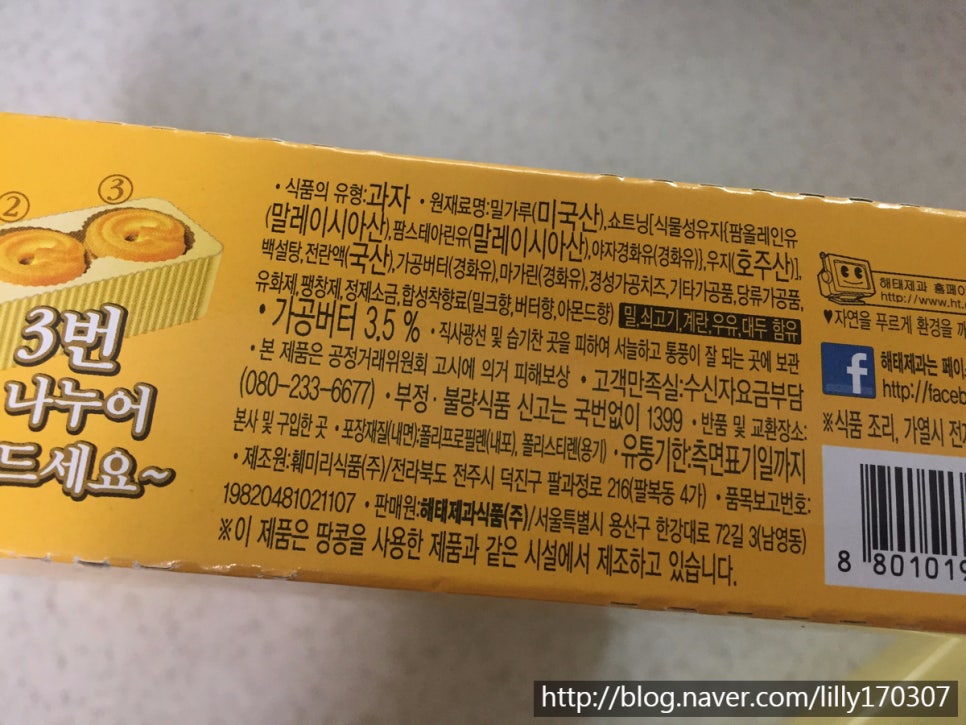 ② ③
3번
나누어
드세요~
• 식품의 유형:과자 • 원재료명:밀가루(미국산),쇼트닝[식물성유지{팜올레인유
(말레이시아산),팜스테아린유(말레이시아산),야자경화유(경화유)},우지(호주산)],
백설탕,전란액(국산),가공버터(경화유),마가린(경화유),경성가공치즈,기타가공품,당류가공품,
유화제,팽창제,정제소금,합성착향료(밀크향,버터향,아몬드향) 밀,쇠고기,계란,우유,대두 함유
• 가공버터 3.5 % • 직사광선 및 습기찬 곳을 피하여 서늘하고 통풍이 잘 되는 곳에 보관
• 본 제품은 공정거래위원회 고시에 의거 피해보상 • 고객만족실:수신자요금부담
(080-233-6677) • 부정· 불량식품 신고는 국번없이 1399 • 반품 및 교환장소:
본사 및 구입한 곳 • 포장재질(내면):폴리프로필렌(내포), 폴리스티렌(용기) • 유통기한:측면표기일까지
• 제조원:훼미리식품(주)/전라북도 전주시 덕진구 팔과정로 216(팔복동 4가) • 품목보고번호:
19820481021107 • 판매원:해태제과식품(주)/서울특별시 용산구 한강대로 72길 3(남영동)
※이 제품은 땅콩을 사용한 제품과 같은 시설에서 제조하고 있습니다.
해태제과 홈페이
http://www.ht
♥자연을 푸르게 환경을 깨
f 해태제과는 페이
http://faceb
※식품 조리, 가열시 전
8 801019
http://blog.naver.com/lilly170307